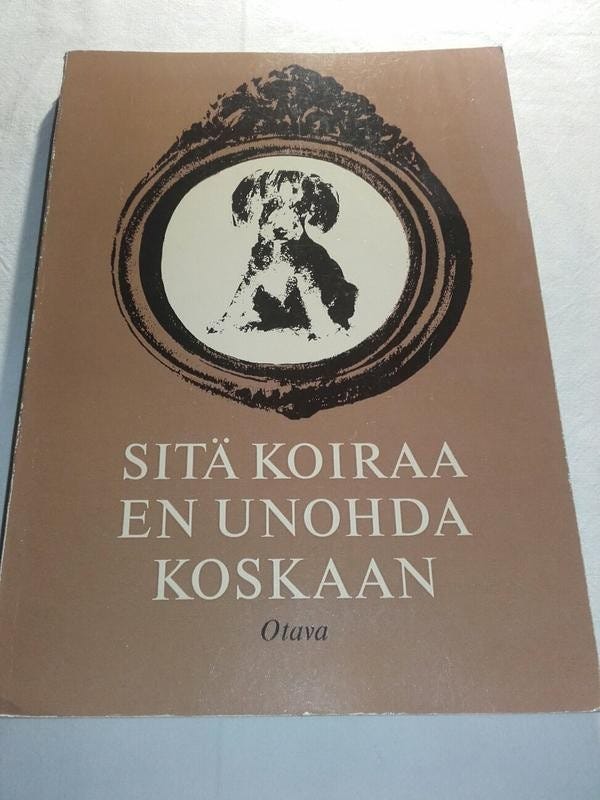 SITÄ KOIRAA
EN UNOHDA
KOSKAAN
Otava